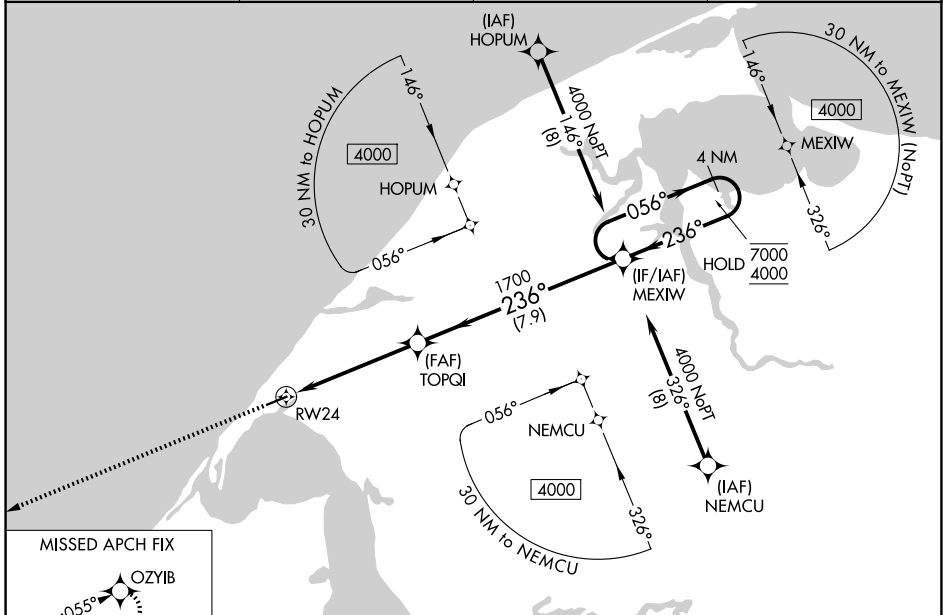 (IAF)
HOPUM
30 NM to HOPUM
146°
4000
HOPUM
056°
4000 NoPT
146°
(8)
30 NM to MEXIW (NoPT)
146°
4000
MEXIW
326°
4 NM
056°
236°
HOLD
7000
4000
(IF/IAF)
MEXIW
1700
236°
(7.9)
(FAF)
TOPQI
RW24
4000 NoPT
326°
(8)
(IAF)
NEMCU
056°
NEMCU
4000
326°
30 NM to NEMCU
MISSED APCH FIX
OZYIB
055°